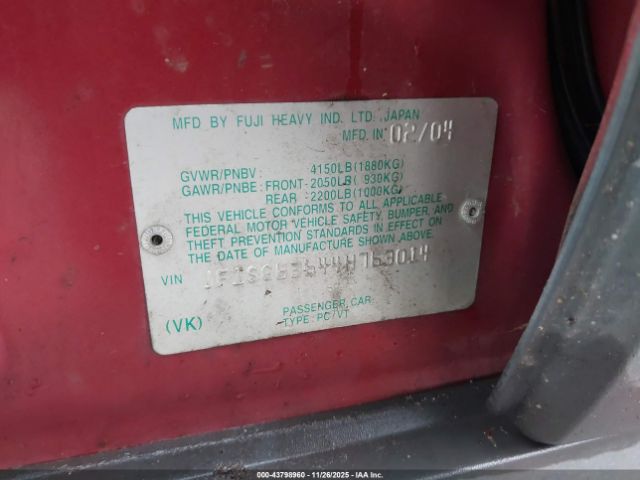 MFD BY FUJI HEAVY IND. LTD. JAPAN
MFD. IN 02/04
GVWR/PNBV : 4150LB(1880KG)
GAWR/PNBE : FRONT-2050LB( 930KG)
REAR : 2200LB(1000KG)
THIS VEHICLE CONFORMS TO ALL APPLICABLE
FEDERAL MOTOR VEHICLE SAFETY, BUMPER, AND
THEFT PREVENTION STANDARDS IN EFFECT ON
THE DATE OF MANUFACTURE SHOWN ABOVE.
VIN
PASSENGER CAR
(VK) TYPE: PC/VT
000-43798960 - 11/26/2025 - Copyright © IAA